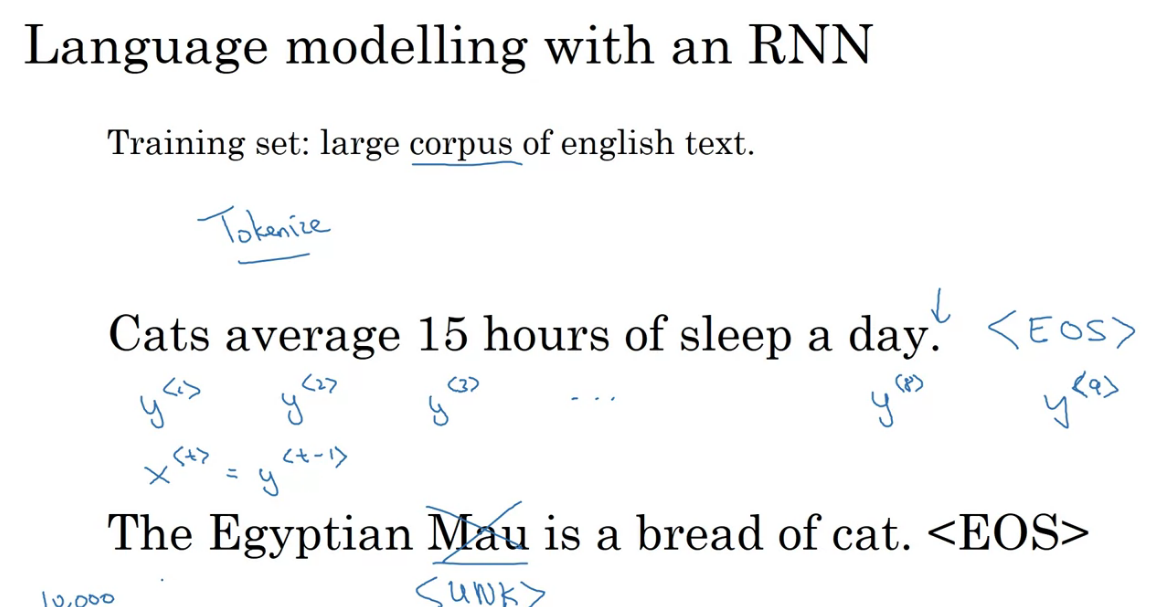 Language modelling with an RNN
Training set: large corpus of english text.
Tokenize
Cats average 15 hours of sleep a day. <EOS>
y<1> y<2> y<3> ... y<8> y<9>
x<t> = y<t-1>
The Egyptian Mau is a bread of cat. <EOS>
10,000 <UNK>